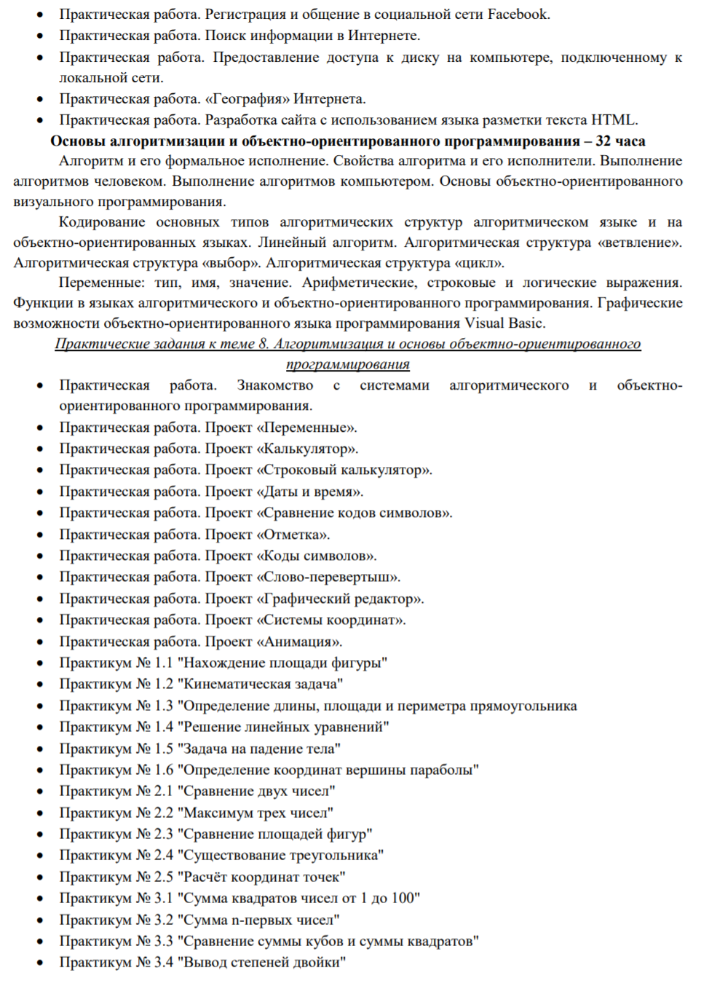 • Практическая работа. Регистрация и общение в социальной сети Facebook.
• Практическая работа. Поиск информации в Интернете.
• Практическая работа. Предоставление доступа к диску на компьютере, подключенному к
локальной сети.
• Практическая работа. «География» Интернета.
• Практическая работа. Разработка сайта с использованием языка разметки текста HTML.
Основы алгоритмизации и объектно-ориентированного программирования – 32 часа
Алгоритм и его формальное исполнение. Свойства алгоритма и его исполнители. Выполнение
алгоритмов человеком. Выполнение алгоритмов компьютером. Основы объектно-ориентированного
визуального программирования.
Кодирование основных типов алгоритмических структур алгоритмическом языке и на
объектно-ориентированных языках. Линейный алгоритм. Алгоритмическая структура «ветвление».
Алгоритмическая структура «выбор». Алгоритмическая структура «цикл».
Переменные: тип, имя, значение. Арифметические, строковые и логические выражения.
Функции в языках алгоритмического и объектно-ориентированного программирования. Графические
возможности объектно-ориентированного языка программирования Visual Basic.
Практические задания к теме 8. Алгоритмизация и основы объектно-ориентированного
программирования
• Практическая работа. Знакомство с системами алгоритмического и объектно-
ориентированного программирования.
• Практическая работа. Проект «Переменные».
• Практическая работа. Проект «Калькулятор».
• Практическая работа. Проект «Строковый калькулятор».
• Практическая работа. Проект «Даты и время».
• Практическая работа. Проект «Сравнение кодов символов».
• Практическая работа. Проект «Отметка».
• Практическая работа. Проект «Коды символов».
• Практическая работа. Проект «Слово-перевертыш».
• Практическая работа. Проект «Графический редактор».
• Практическая работа. Проект «Системы координат».
• Практическая работа. Проект «Анимация».
• Практикум № 1.1 "Нахождение площади фигуры"
• Практикум № 1.2 "Кинематическая задача"
• Практикум № 1.3 "Определение длины, площади и периметра прямоугольника
• Практикум № 1.4 "Решение линейных уравнений"
• Практикум № 1.5 "Задача на падение тела"
• Практикум № 1.6 "Определение координат вершины параболы"
• Практикум № 2.1 "Сравнение двух чисел"
• Практикум № 2.2 "Максимум трех чисел"
• Практикум № 2.3 "Сравнение площадей фигур"
• Практикум № 2.4 "Существование треугольника"
• Практикум № 2.5 "Расчёт координат точек"
• Практикум № 3.1 "Сумма квадратов чисел от 1 до 100"
• Практикум № 3.2 "Сумма n-первых чисел"
• Практикум № 3.3 "Сравнение суммы кубов и суммы квадратов"
• Практикум № 3.4 "Вывод степеней двойки"